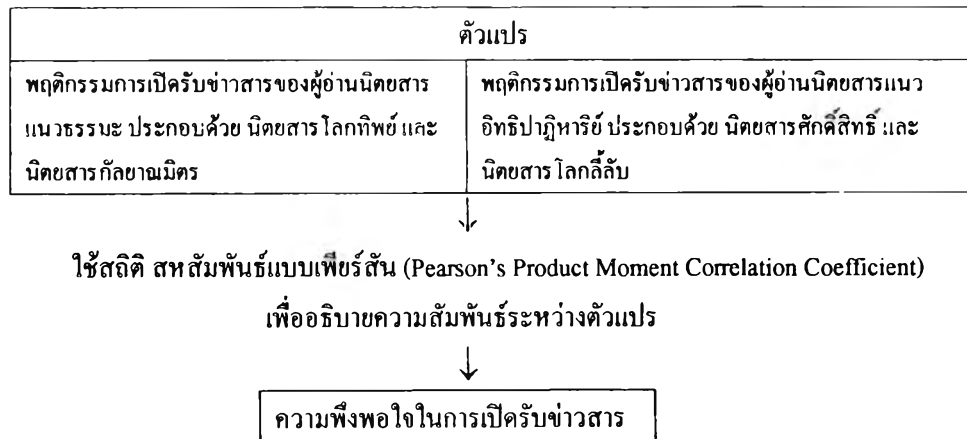 ตัวแปร
พฤติกรรมการเปิดรับข่าวสารของผู้อ่านนิตยสาร
แนวธรรมะ ประกอบด้วย นิตยสาร โลกทิพย์ และ
นิตยสาร กัลยาณมิตร
พฤติกรรมการเปิดรับข่าวสารของผู้อ่านนิตยสารแนว
อิทธิปาฏิหาริย์ ประกอบด้วย นิตยสารศักดิ์สิทธิ์ และ
นิตยสาร โลกลี้ลับ
ใช้สถิติ สหสัมพันธ์แบบเพียร์สัน (Pearson's Product Moment Correlation Coefficient)
เพื่ออธิบายความสัมพันธ์ระหว่างตัวแปร
ความพึงพอใจในการเปิดรับข่าวสาร